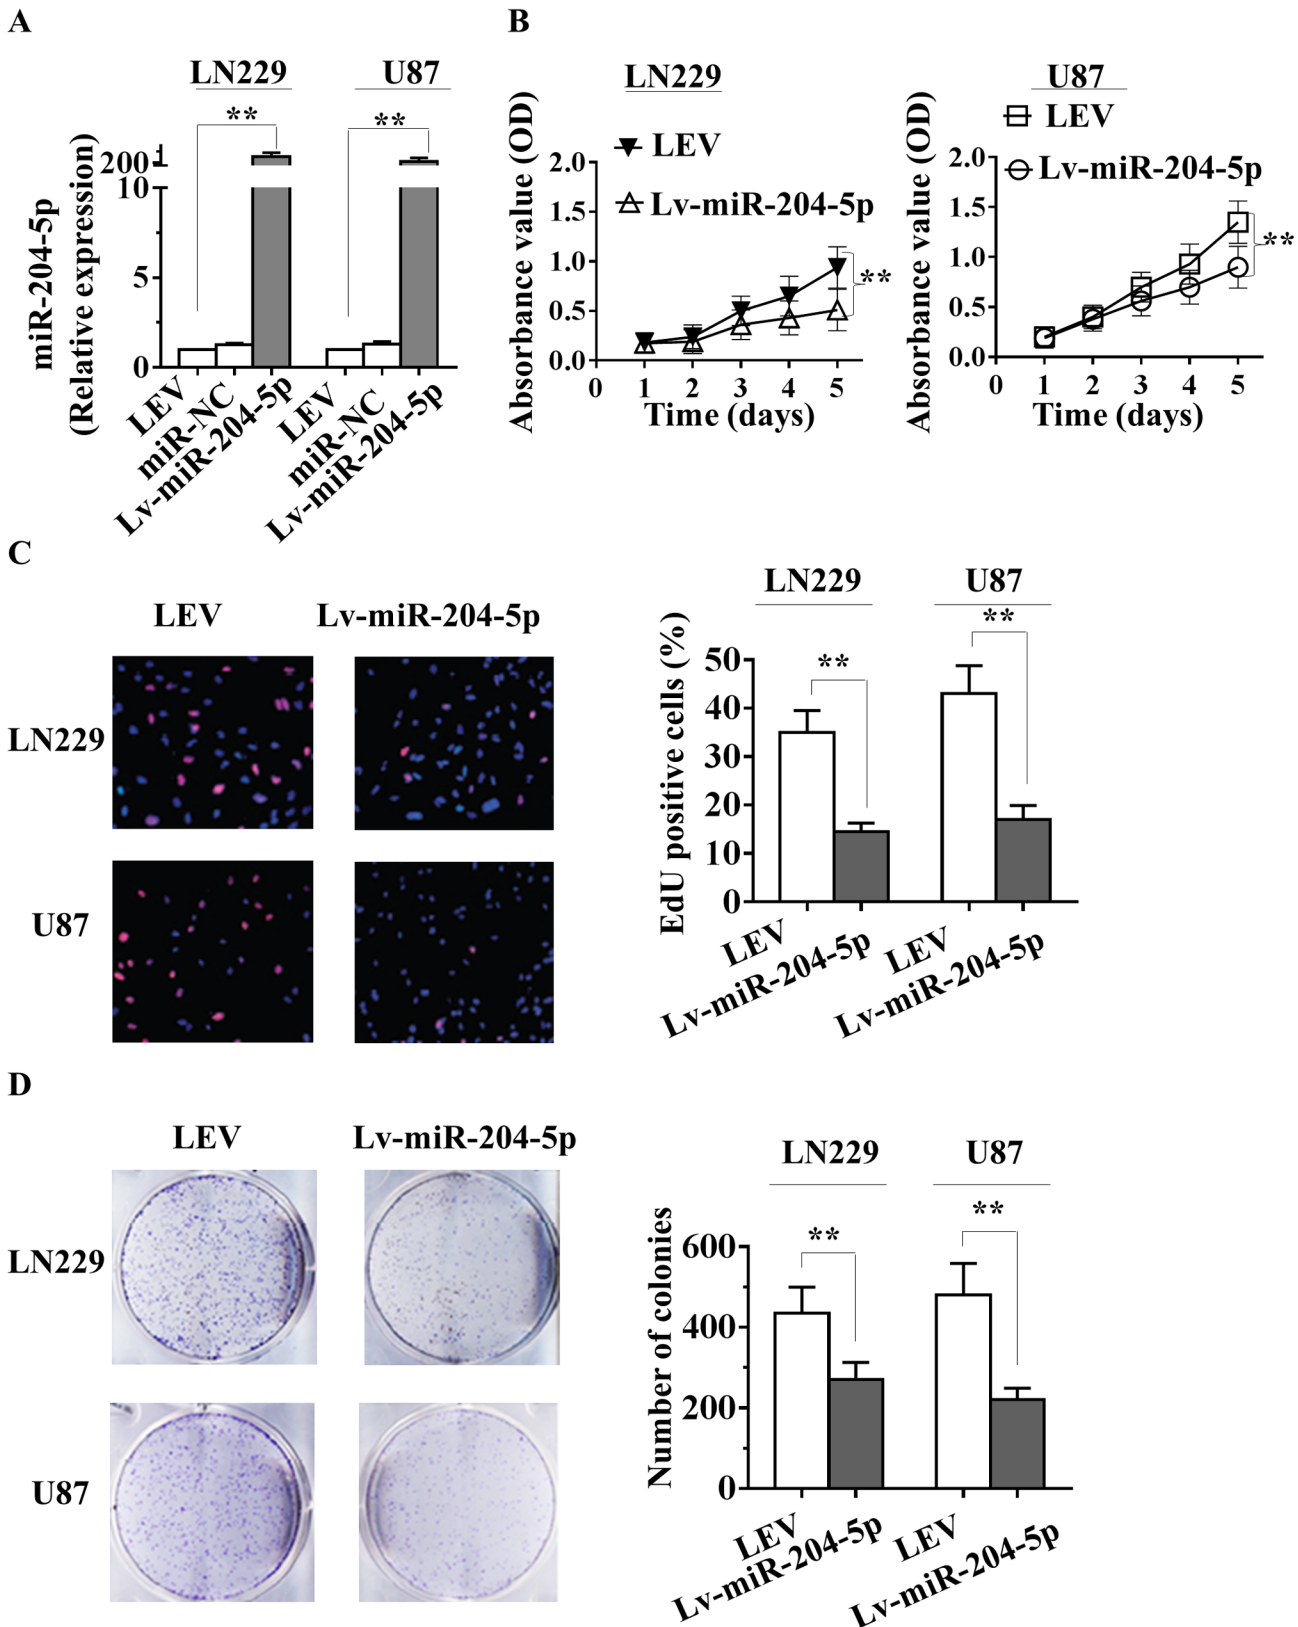 A
LN229
U87
**
**
miR-204-5p
(Relative expression)
200
10
5
0
LEV
miR-NC
Lv-miR-204-5p
LEV
miR-NC
Lv-miR-204-5p
B
LN229
LEV
Lv-miR-204-5p
Absorbance value (OD)
2.0
1.5
1.0
0.5
0.0
**
0 1 2 3 4 5
Time (days)
U87
LEV
Lv-miR-204-5p
Absorbance value (OD)
2.0
1.5
1.0
0.5
0.0
**
0 1 2 3 4 5
Time (days)
C
LEV
Lv-miR-204-5p
LN229
U87
LN229
U87
**
**
EdU positive cells (%)
50
40
30
20
10
0
LEV
Lv-miR-204-5p
LEV
Lv-miR-204-5p
D
LEV
Lv-miR-204-5p
LN229
U87
LN229
U87
**
**
Number of colonies
600
400
200
0
LEV
Lv-miR-204-5p
LEV
Lv-miR-204-5p